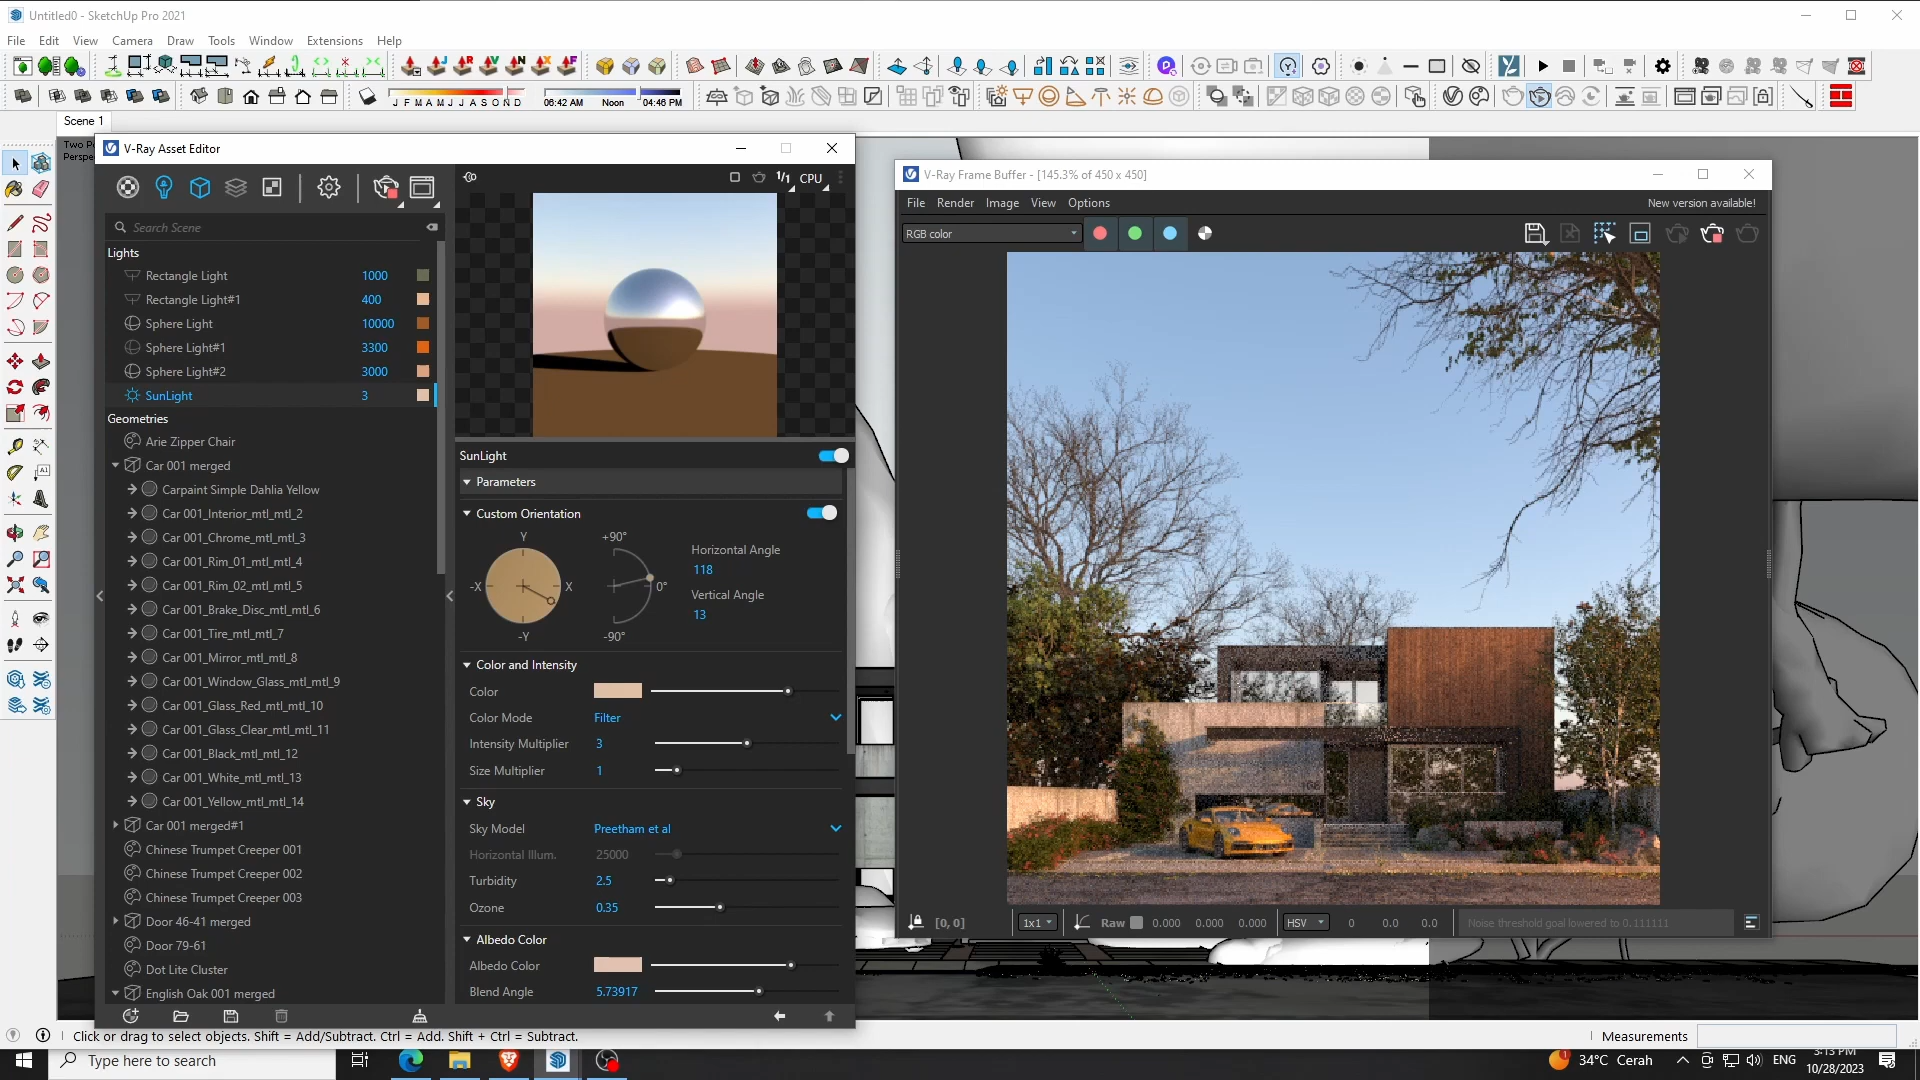 Untitled0 - SketchUp Pro 2021
File Edit View Camera Draw Tools Window Extensions Help
J F M A M J J A S O N D
06:42 AM Noon 04:46 PM
Scene 1
V-Ray Asset Editor
1/1 CPU
Search Scene
Lights
Rectangle Light 1000
Rectangle Light#1 400
Sphere Light 10000
Sphere Light#1 3300
Sphere Light#2 3000
SunLight 3
Geometries
Arie Zipper Chair
Car 001 merged
Carpaint Simple Dahlia Yellow
Car 001_Interior_mtl_mtl_2
Car 001_Chrome_mtl_mtl_3
Car 001_Rim_01_mtl_mtl_4
Car 001_Rim_02_mtl_mtl_5
Car 001_Brake_Disc_mtl_mtl_6
Car 001_Tire_mtl_mtl_7
Car 001_Mirror_mtl_mtl_8
Car 001_Window_Glass_mtl_mtl_9
Car 001_Glass_Red_mtl_mtl_10
Car 001_Glass_Clear_mtl_mtl_11
Car 001_Black_mtl_mtl_12
Car 001_White_mtl_mtl_13
Car 001_Yellow_mtl_mtl_14
Car 001 merged#1
Chinese Trumpet Creeper 001
Chinese Trumpet Creeper 002
Chinese Trumpet Creeper 003
Door 46-41 merged
Door 79-61
Dot Lite Cluster
English Oak 001 merged
SunLight
Parameters
Custom Orientation
Y
-X X
-Y
+90°
0°
-90°
Horizontal Angle
118
Vertical Angle
13
Color and Intensity
Color
Color Mode Filter
Intensity Multiplier 3
Size Multiplier 1
Sky
Sky Model Preetham et al
Horizontal Illum. 25000
Turbidity 2.5
Ozone 0.35
Albedo Color
Albedo Color
Blend Angle 5.73917
V-Ray Frame Buffer - [145.3% of 450 x 450]
File Render Image View Options New version available!
RGB color
[0, 0] 1x1 Raw 0.000 0.000 0.000 HSV 0 0.0 0.0 Noise threshold goal lowered to 0.111111
Click or drag to select objects. Shift = Add/Subtract. Ctrl = Add. Shift + Ctrl = Subtract. Measurements
Type here to search
34°C Cerah ENG
3:13 PM
10/28/2023